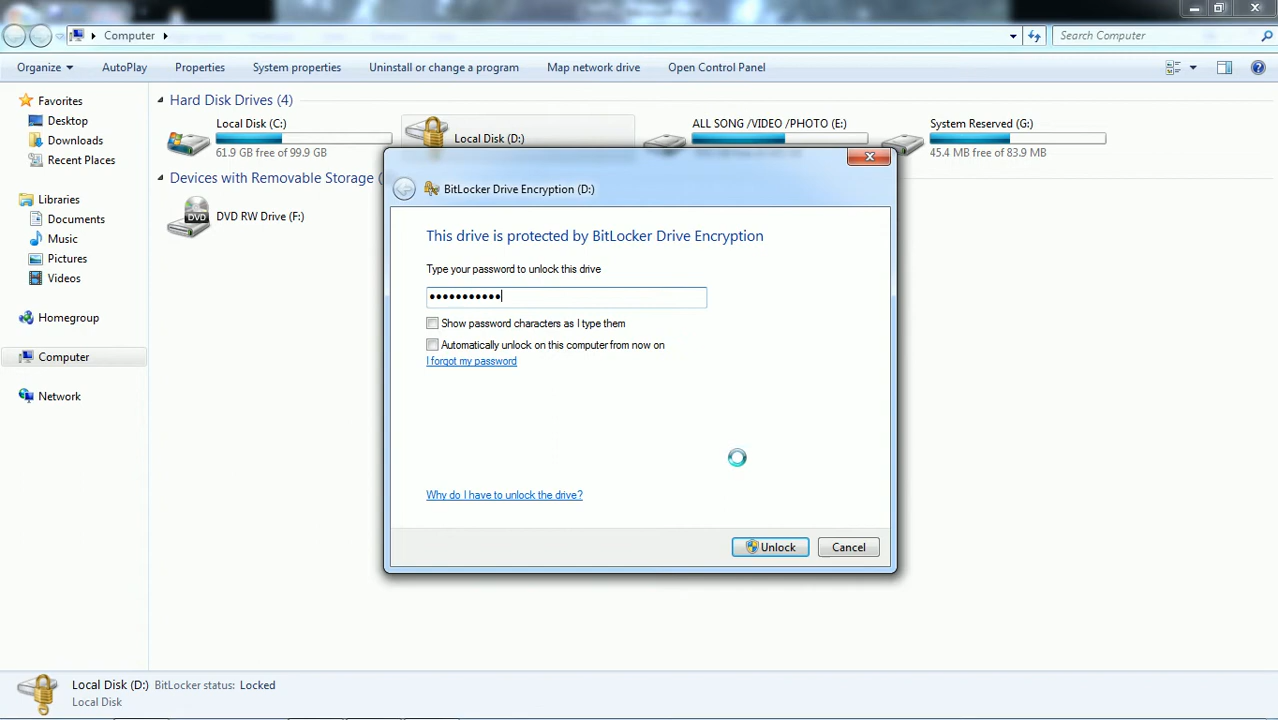 Computer
Search Computer
Organize AutoPlay Properties System properties Uninstall or change a program Map network drive Open Control Panel
Favorites
Desktop
Downloads
Recent Places
Libraries
Documents
Music
Pictures
Videos
Homegroup
Computer
Network
Hard Disk Drives (4)
Local Disk (C:)
61.9 GB free of 99.9 GB
Local Disk (D:)
ALL SONG /VIDEO /PHOTO (E:)
System Reserved (G:)
45.4 MB free of 83.9 MB
Devices with Removable Storage (
DVD
DVD RW Drive (F:)
BitLocker Drive Encryption (D:)
This drive is protected by BitLocker Drive Encryption
Type your password to unlock this drive
•••••••••••
Show password characters as I type them
Automatically unlock on this computer from now on
I forgot my password
Why do I have to unlock the drive?
Unlock Cancel
Local Disk (D:) BitLocker status: Locked
Local Disk